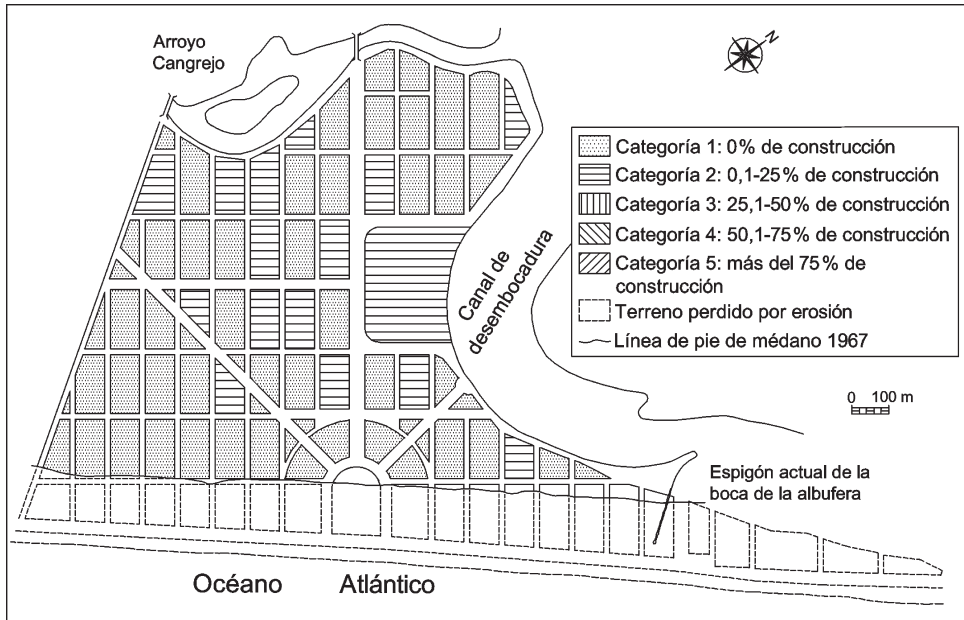 Arroyo
Cangrejo
N
Categoría 1: 0% de construcción
Categoría 2: 0,1-25% de construcción
Categoría 3: 25,1-50% de construcción
Categoría 4: 50,1-75% de construcción
Categoría 5: más del 75% de
construcción
Terreno perdido por erosión
Línea de pie de médano 1967
Canal de
desembocadura
0 100 m
Espigón actual de la
boca de la albufera
Océano Atlántico